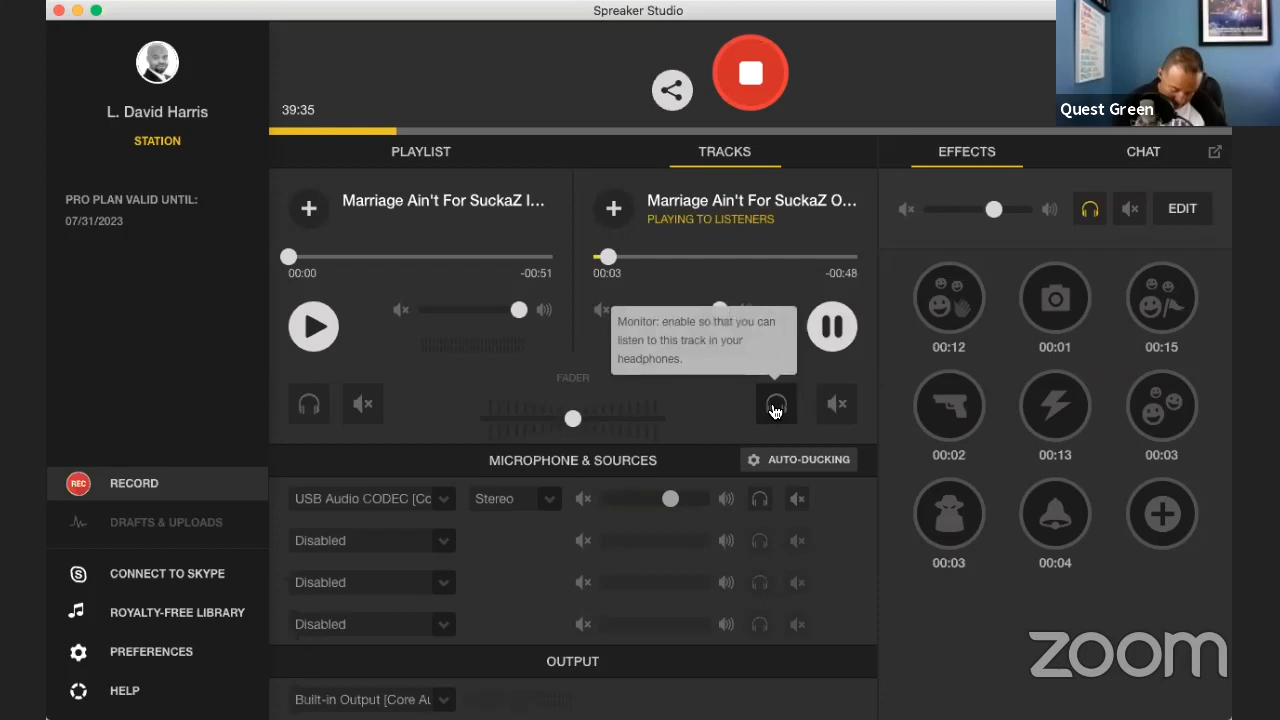 Spreaker Studio
L. David Harris
STATION
PRO PLAN VALID UNTIL:
07/31/2023
REC RECORD
DRAFTS & UPLOADS
CONNECT TO SKYPE
ROYALTY-FREE LIBRARY
PREFERENCES
HELP
39:35
PLAYLIST
TRACKS
Marriage Ain't For SuckaZ I...
00:00
-00:51
Marriage Ain't For SuckaZ O...
PLAYING TO LISTENERS
00:03
-00:48
Monitor: enable so that you can
listen to this track in your
headphones.
FADER
MICROPHONE & SOURCES
AUTO-DUCKING
USB Audio CODEC [Co
Stereo
Disabled
Disabled
Disabled
OUTPUT
Built-in Output [Core Au
EFFECTS
CHAT
EDIT
00:12
00:01
00:15
00:02
00:13
00:03
00:03
00:04
Quest Green
zoom